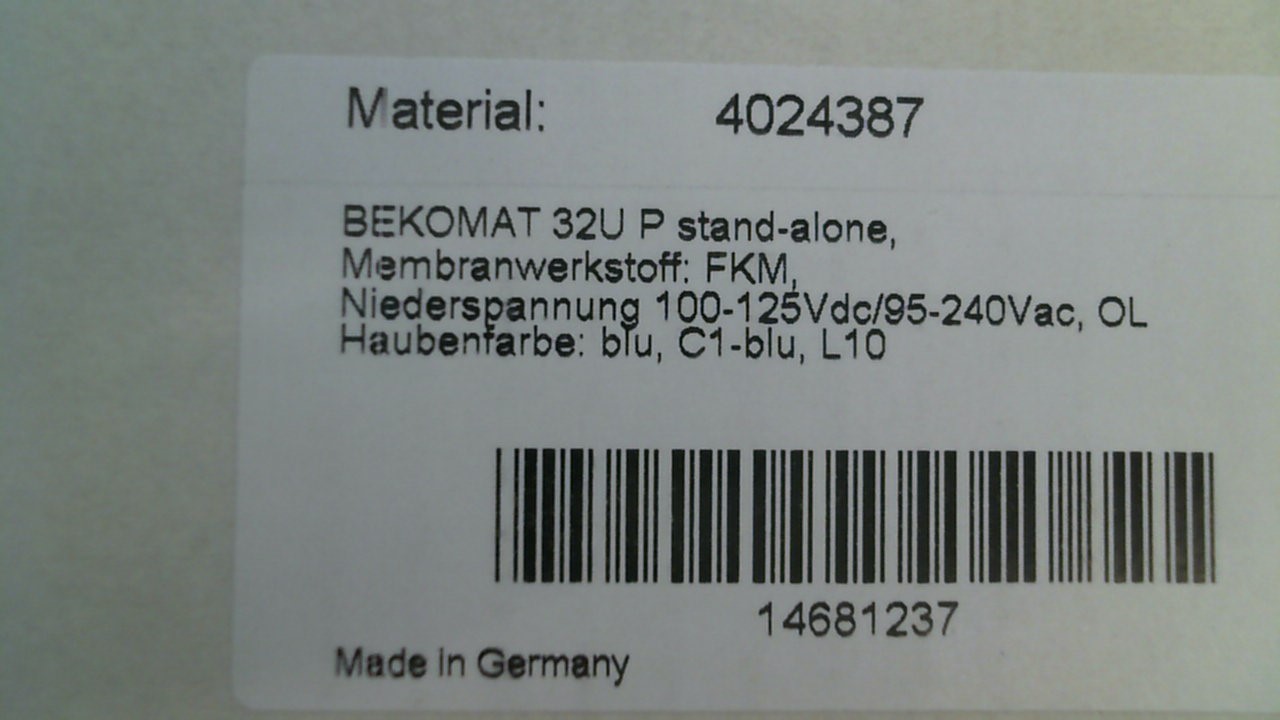 Material: 4024387
BEKOMAT 32U P stand-alone,
Membranwerkstoff: FKM,
Niederspannung 100-125Vdc/95-240Vac, OL
Haubenfarbe: blu, C1-blu, L10
14681237
Made in Germany